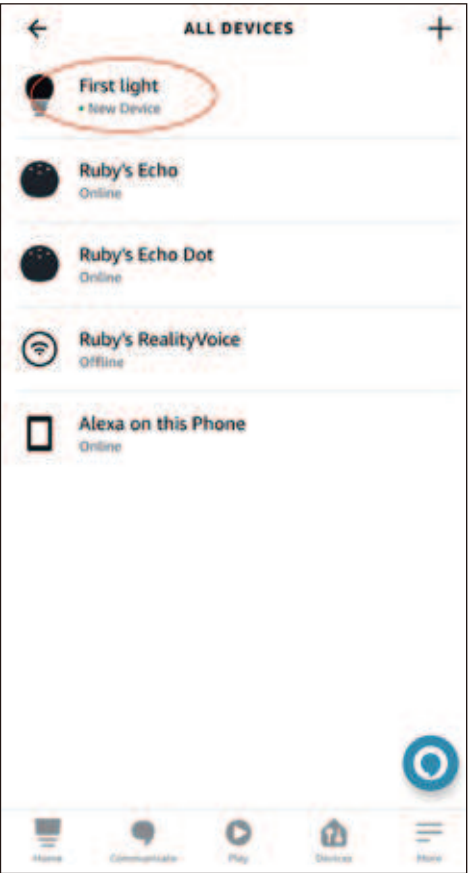 ALL DEVICES
First light
• New Device
Ruby's Echo
Online
Ruby's Echo Dot
Online
Ruby's RealityVoice
Offline
Alexa on this Phone
Online
Home Communicate Play Devices More